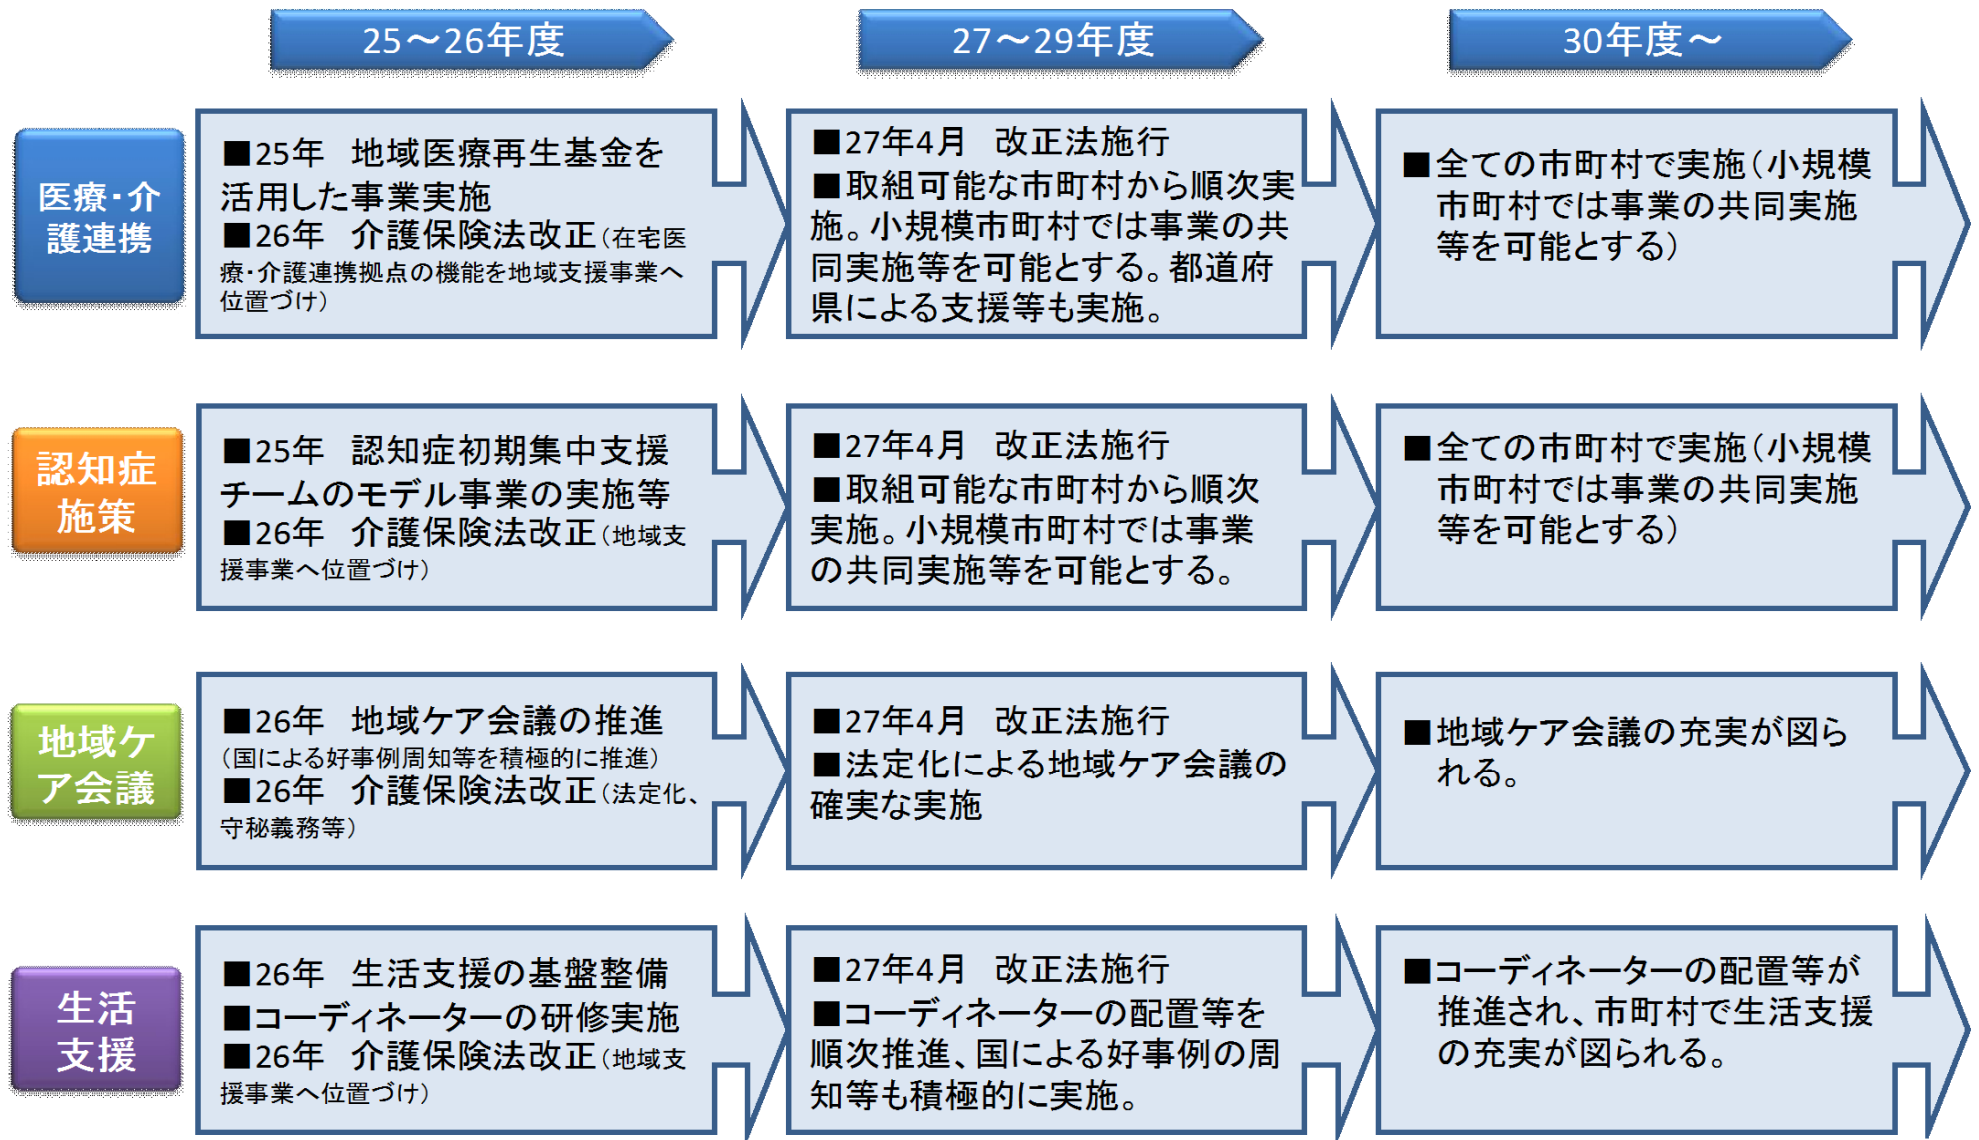 25～26年度
27～29年度
30年度～
医療・介
護連携
■25年　地域医療再生基金を
活用した事業実施
■26年　介護保険法改正（在宅医
療・介護連携拠点の機能を地域支援事業へ
位置づけ）
■27年4月　改正法施行
■取組可能な市町村から順次実
施。小規模市町村では事業の共
同実施等を可能とする。都道府
県による支援等も実施。
■全ての市町村で実施（小規模
市町村では事業の共同実施
等を可能とする）
認知症
施策
■25年　認知症初期集中支援
チームのモデル事業の実施等
■26年　介護保険法改正（地域支
援事業へ位置づけ）
■27年4月　改正法施行
■取組可能な市町村から順次
実施。小規模市町村では事業
の共同実施等を可能とする。
■全ての市町村で実施（小規模
市町村では事業の共同実施
等を可能とする）
地域ケ
ア会議
■26年　地域ケア会議の推進
（国による好事例周知等を積極的に推進）
■26年　介護保険法改正（法定化、
守秘義務等）
■27年4月　改正法施行
■法定化による地域ケア会議の
確実な実施
■地域ケア会議の充実が図ら
れる。
生活
支援
■26年　生活支援の基盤整備
■コーディネーターの研修実施
■26年　介護保険法改正（地域支
援事業へ位置づけ）
■27年4月　改正法施行
■コーディネーターの配置等を
順次推進、国による好事例の周
知等も積極的に実施。
■コーディネーターの配置等が
推進され、市町村で生活支援
の充実が図られる。